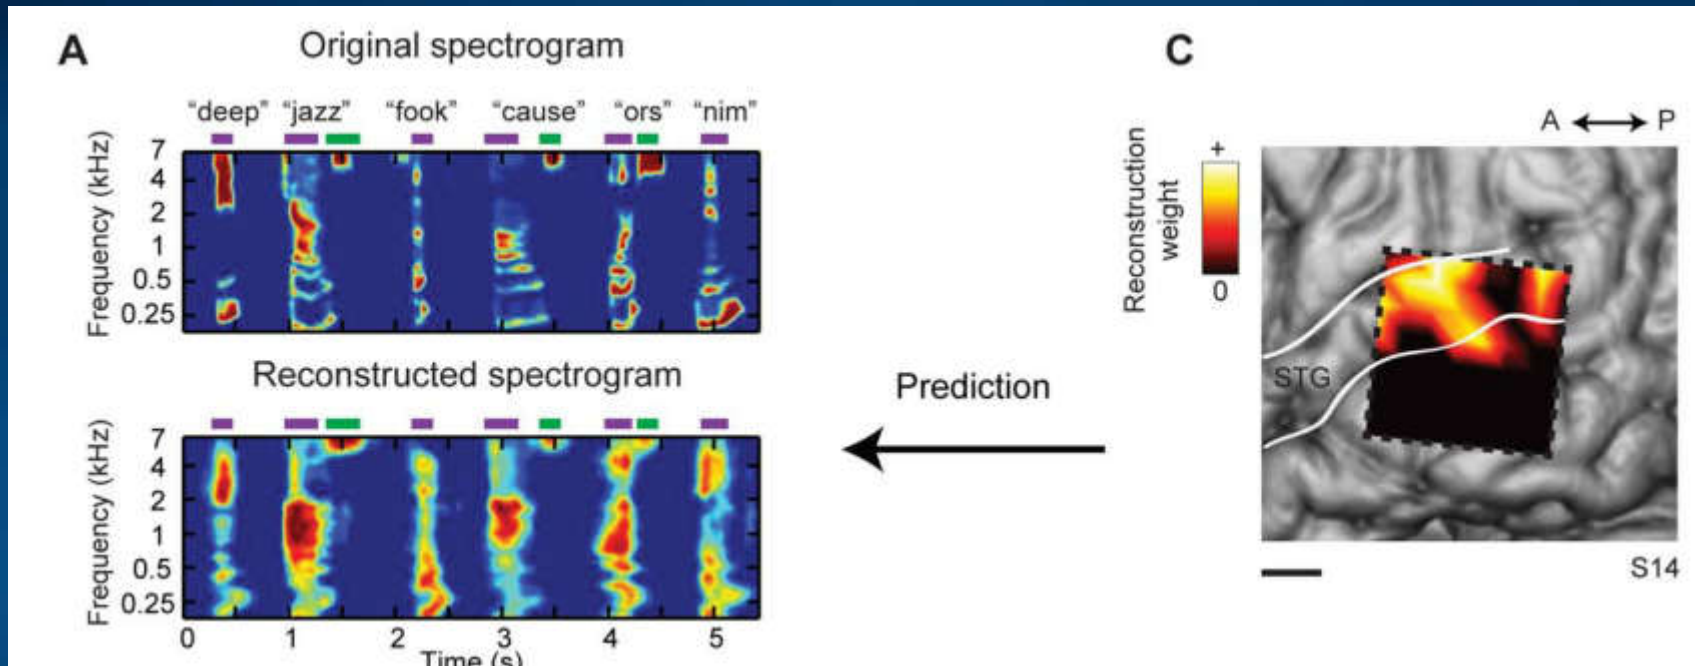 A
Original spectrogram
“deep” “jazz” “fook” “cause” “ors” “nim”
Frequency (kHz)
7
4
2
1
0.5
0.25
Reconstructed spectrogram
Frequency (kHz)
7
4
2
1
0.5
0.25
0 1 2 3 4 5
Time (s)
Prediction
C
A P
Reconstruction
weight
+
0
STG
S14